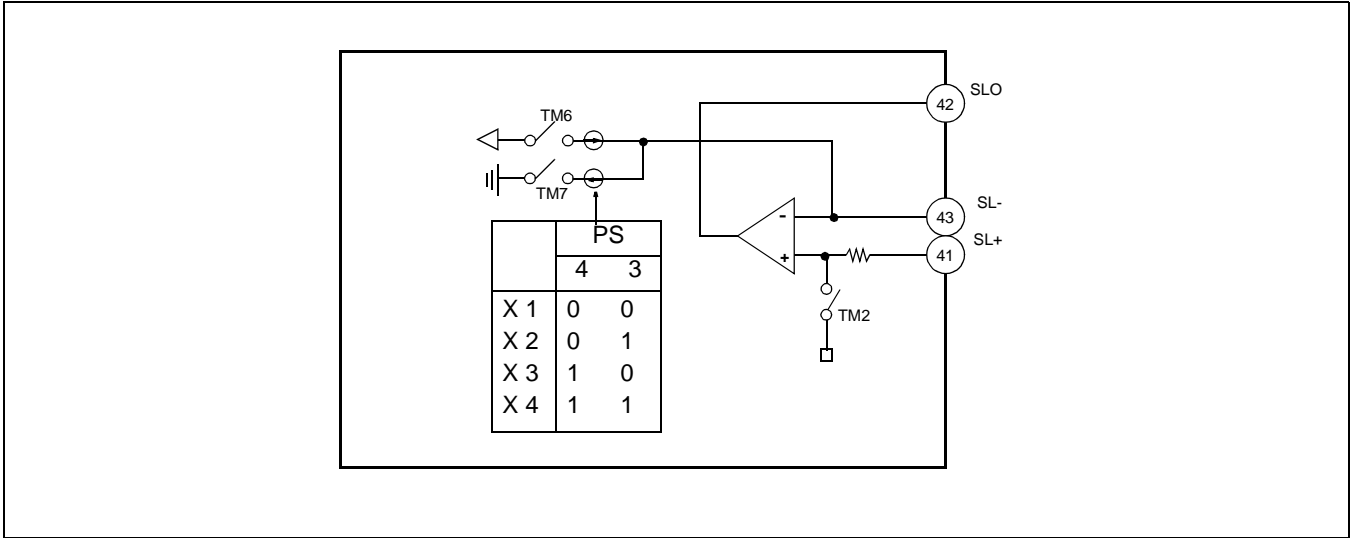 SLO
42
TM6
TM7
SL-
43
SL+
41
-
+
TM2
PS
4 3
X 1 0 0
X 2 0 1
X 3 1 0
X 4 1 1